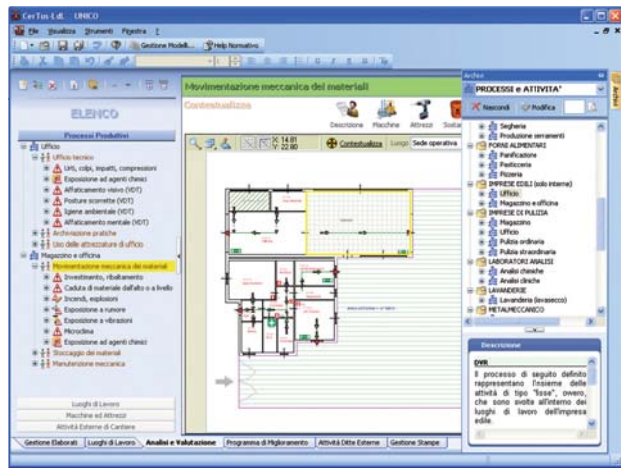 CerTus-LdL UNICO
File Visualizza Strumenti Finestra ?
Gestione Modelli... Help Normativo
ELENCO
Processi Produttivi
Ufficio
Ufficio tecnico
Urti, colpi, impatti, compressioni
Esposizione ad agenti chimici
Affaticamento visivo (VDT)
Posture scorrette (VDT)
Igiene ambientale (VDT)
Affaticamento mentale (VDT)
Archiviazione pratiche
Uso delle attrezzature di ufficio
Magazzino e officina
Movimentazione meccanica dei materiali
Investimento, ribaltamento
Caduta di materiale dall'alto o a livello
Incendi, esplosioni
Esposizione a rumore
Esposizione a vibrazioni
Microclima
Esposizione ad agenti chimici
Stoccaggio dei materiali
Manutenzione meccanica
Luoghi di Lavoro
Macchine ed Attrezzi
Attività Esterne di Cantiere
Movimentazione meccanica dei materiali
Contestualizza
Descrizione Macchine Attrezzi
X: 14.81
Y: 22.80
Contestualizza Luogo Sede operativa
Archivi
PROCESSI e ATTIVITA'
Nascondi Modifica
Archivi
Segheria
Produzione serramenti
FORNI ALIMENTARI
Panificazione
Pasticceria
Pizzeria
IMPRESE EDILI (solo interne)
Ufficio
Magazzino e officina
IMPRESE DI PULIZIA
Magazzino
Ufficio
Pulizia ordinaria
Pulizia straordinaria
LABORATORI ANALISI
Analisi chimiche
Analisi cliniche
LAVANDERIE
Lavanderia (lavasecco)
METALMECCANICO
Descrizione
DVR
Il processo di seguito definito
rappresentano l'insieme delle
attività di tipo "fisse", ovvero,
che sono svolte all'interno dei
luoghi di lavoro dell'impresa
edile.
Gestione Elaborati Luoghi di Lavoro Analisi e Valutazione Programma di Miglioramento Attività Ditte Esterne Gestione Stampe